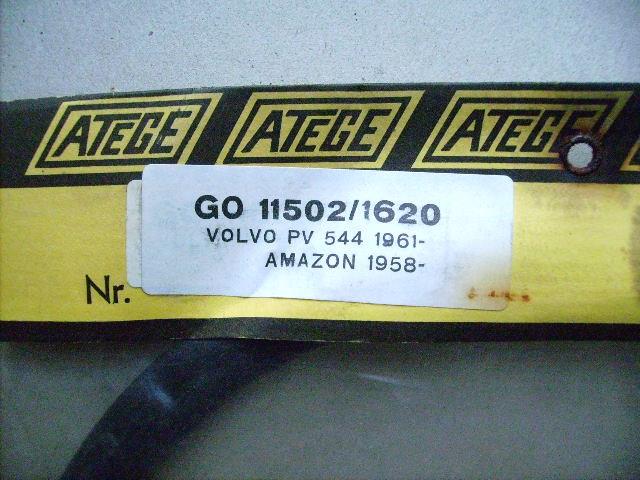 ATEGE ATEGE ATEGE
GO 11502/1620
VOLVO PV 544 1961-
AMAZON 1958-
Nr.